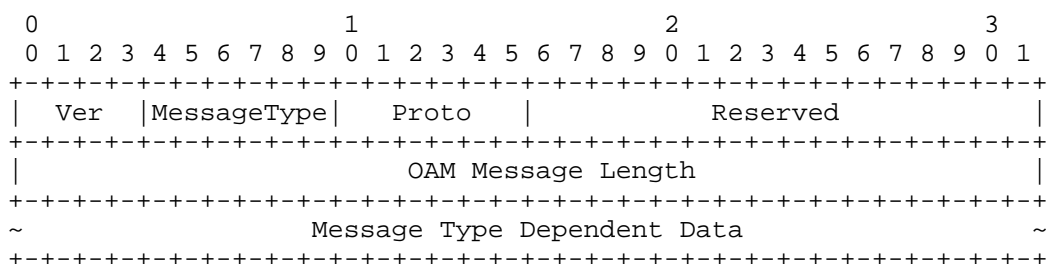 0                   1                   2                   3
 0 1 2 3 4 5 6 7 8 9 0 1 2 3 4 5 6 7 8 9 0 1 2 3 4 5 6 7 8 9 0 1
+-+-+-+-+-+-+-+-+-+-+-+-+-+-+-+-+-+-+-+-+-+-+-+-+-+-+-+-+-+-+-+-+
|  Ver  |MessageType|   Proto   |           Reserved            |
+-+-+-+-+-+-+-+-+-+-+-+-+-+-+-+-+-+-+-+-+-+-+-+-+-+-+-+-+-+-+-+-+
|                       OAM Message Length                      |
+-+-+-+-+-+-+-+-+-+-+-+-+-+-+-+-+-+-+-+-+-+-+-+-+-+-+-+-+-+-+-+-+
~                  Message Type Dependent Data                  ~
+-+-+-+-+-+-+-+-+-+-+-+-+-+-+-+-+-+-+-+-+-+-+-+-+-+-+-+-+-+-+-+-+